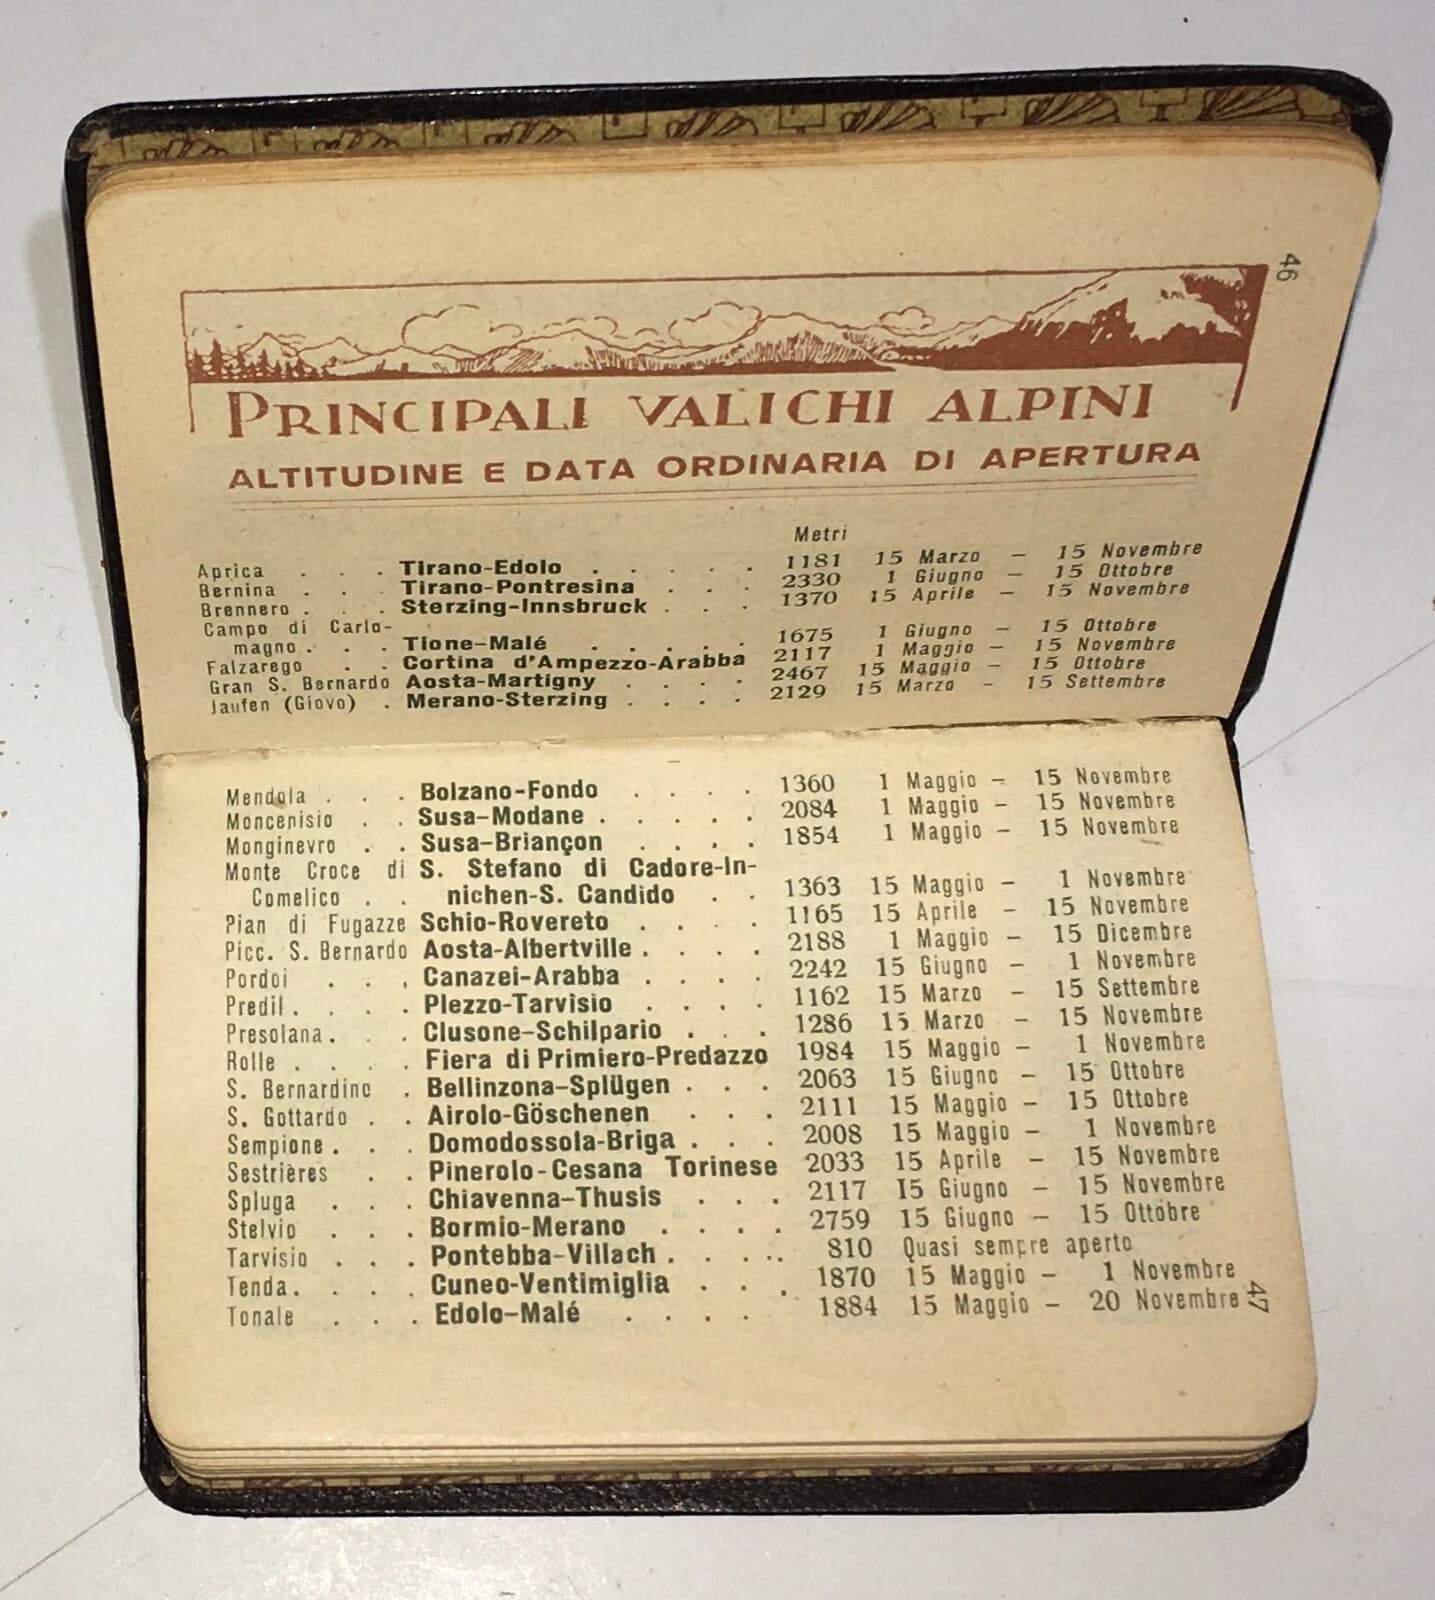 46
PRINCIPALI VALICHI ALPINI
ALTITUDINE E DATA ORDINARIA DI APERTURA
Metri
Aprica . . . Tirano-Edolo . . . . . 1181 15 Marzo – 15 Novembre
Bernina . . . Tirano-Pontresina . . . 2330 1 Giugno – 15 Ottobre
Brennero . . . Sterzing-Innsbruck . . . 1370 15 Aprile – 15 Novembre
Campo di Carlo-
magno . . . Tione-Malé . . . . . 1675 1 Giugno – 15 Ottobre
Falzarego . . Cortina d'Ampezzo-Arabba 2117 1 Maggio – 15 Novembre
Gran S. Bernardo Aosta-Martigny . . . . 2467 15 Maggio – 15 Ottobre
Jaufen (Giovo) . Merano-Sterzing . . . . 2129 15 Marzo – 15 Settembre
Mendola . . . Bolzano-Fondo . . . . 1360 1 Maggio – 15 Novembre
Moncenisio . . Susa-Modane . . . . . 2084 1 Maggio – 15 Novembre
Monginevro . . Susa-Briançon . . . . 1854 1 Maggio – 15 Novembre
Monte Croce di S. Stefano di Cadore-In-
Comelico . . nichen-S. Candido . . 1363 15 Maggio – 1 Novembre
Pian di Fugazze Schio-Rovereto . . . . 1165 15 Aprile – 15 Novembre
Picc. S. Bernardo Aosta-Albertville . . . . 2188 1 Maggio – 15 Dicembre
Pordoi . . . Canazei-Arabba . . . . 2242 15 Giugno – 1 Novembre
Predil . . . . Plezzo-Tarvisio . . . . 1162 15 Marzo – 15 Settembre
Presolana . . . Clusone-Schilpario . . . 1286 15 Marzo – 15 Novembre
Rolle . . . . Fiera di Primiero-Predazzo 1984 15 Maggio – 1 Novembre
S. Bernardino . Bellinzona-Splügen . . . 2063 15 Giugno – 15 Ottobre
S. Gottardo . . Airolo-Göschenen . . . 2111 15 Maggio – 15 Ottobre
Sempione . . . Domodossola-Briga . . . 2008 15 Maggio – 1 Novembre
Sestrières . . Pinerolo-Cesana Torinese 2033 15 Aprile – 15 Novembre
Spluga . . . Chiavenna-Thusis . . . 2117 15 Giugno – 15 Novembre
Stelvio . . . Bormio-Merano . . . . 2759 15 Giugno – 15 Ottobre
Tarvisio . . . Pontebba-Villach . . . . 810 Quasi sempre aperto
Tenda . . . . Cuneo-Ventimiglia . . . 1870 15 Maggio – 1 Novembre
Tonale . . . Edolo-Malé . . . . 1884 15 Maggio – 20 Novembre
47